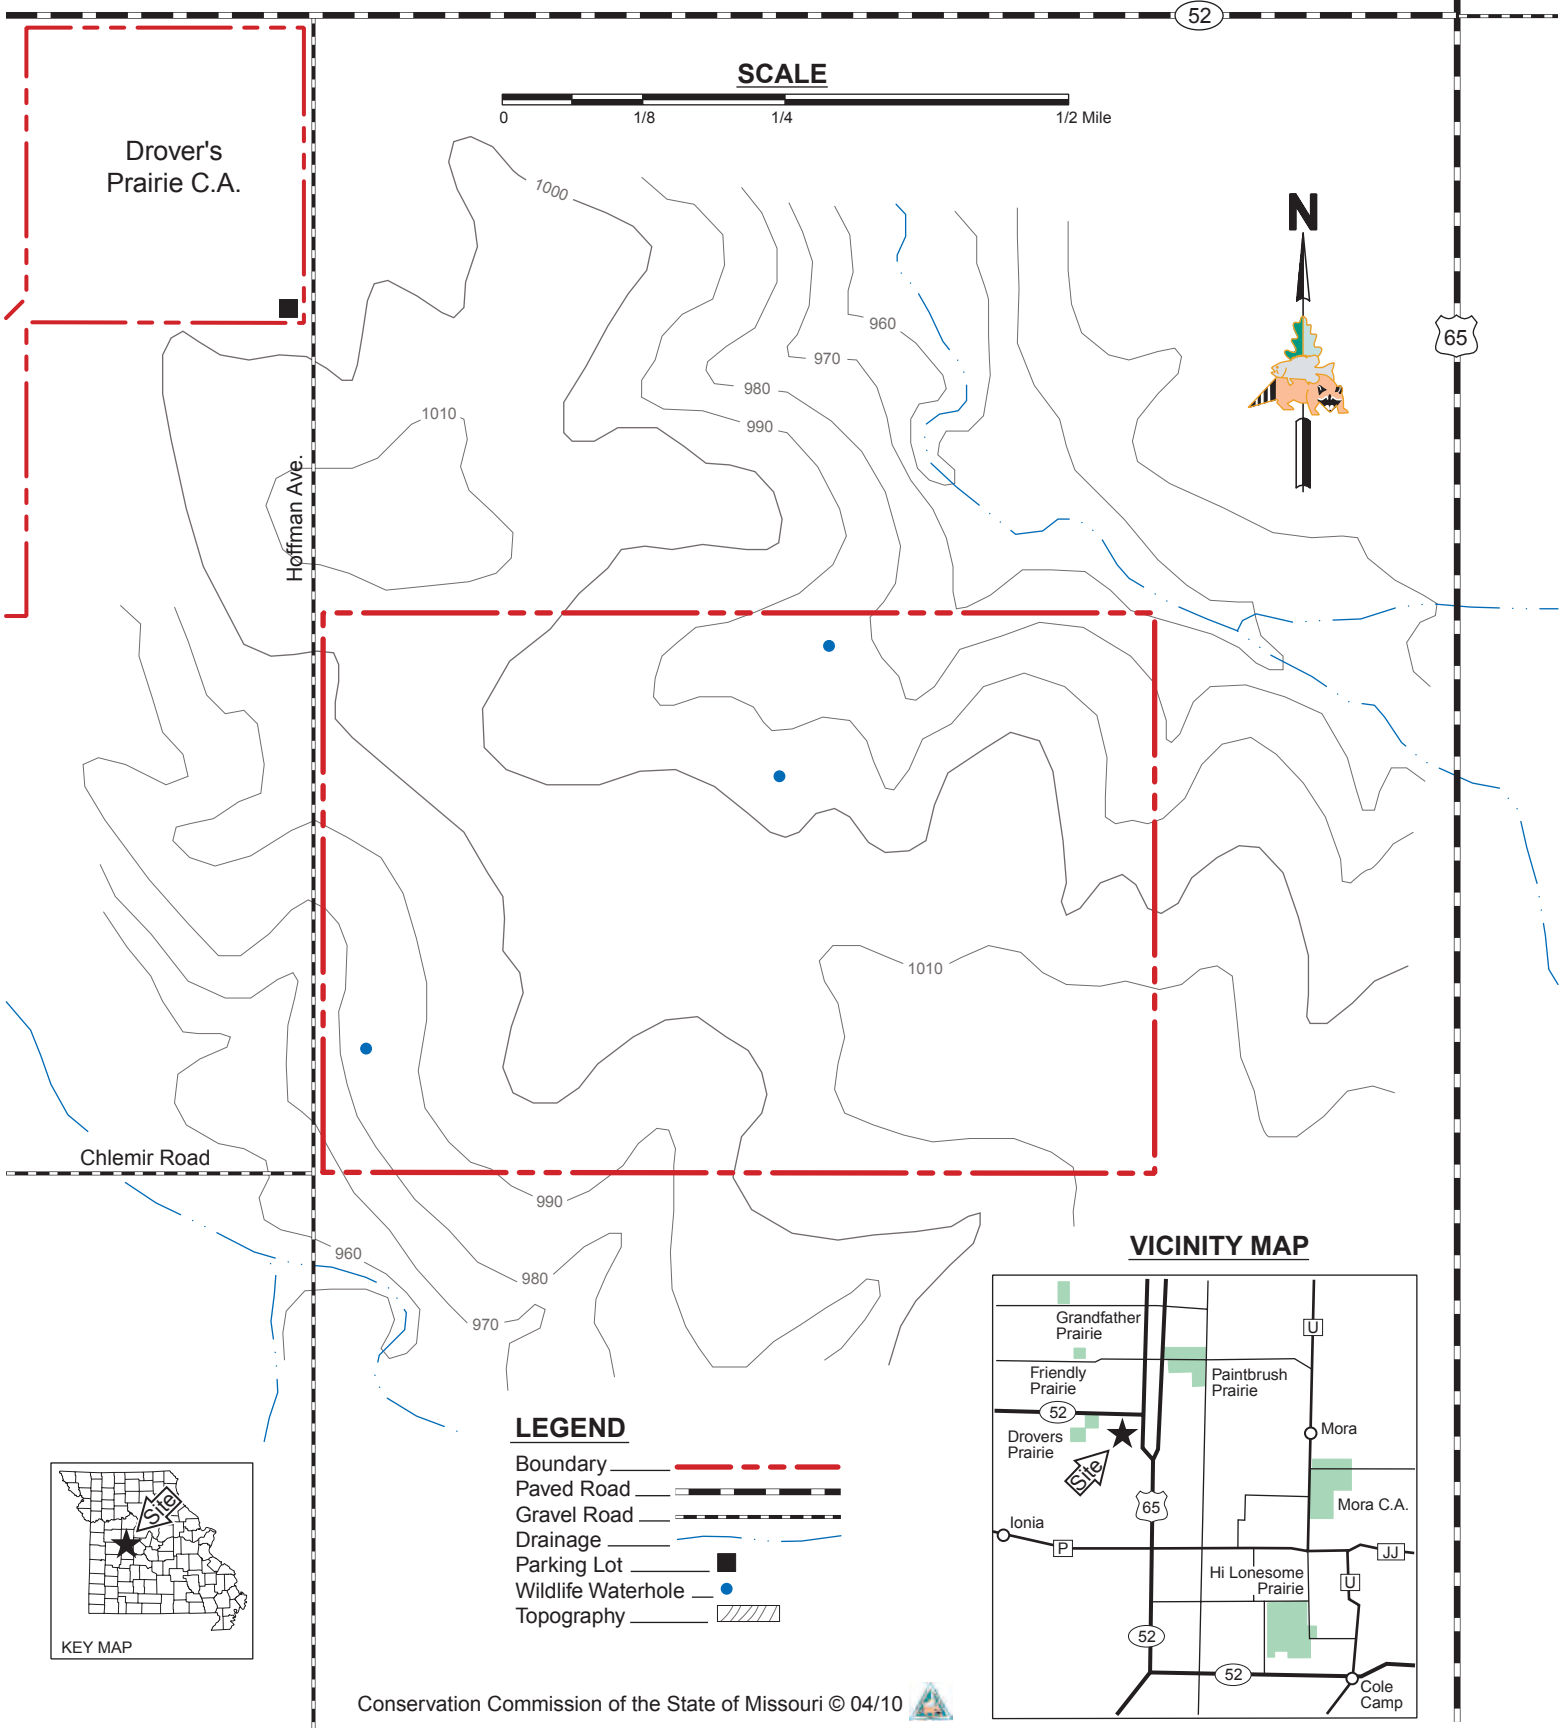 52
SCALE
0 1/8 1/4 1/2 Mile
Drover's
Prairie C.A.
1000
N
960
65
970
980
990
1010
Hoffman Ave.
1010
Chlemir Road
990
960
980
970
VICINITY MAP
Grandfather
Prairie
U
Friendly
Prairie
Paintbrush
Prairie
52
Drovers
Prairie
Mora
Site
65
Mora C.A.
Ionia
P
JJ
Hi Lonesome
Prairie
U
52
52
Cole
Camp
LEGEND
Boundary
Paved Road
Gravel Road
Drainage
Parking Lot
Wildlife Waterhole
Topography
Site
KEY MAP
Conservation Commission of the State of Missouri © 04/10